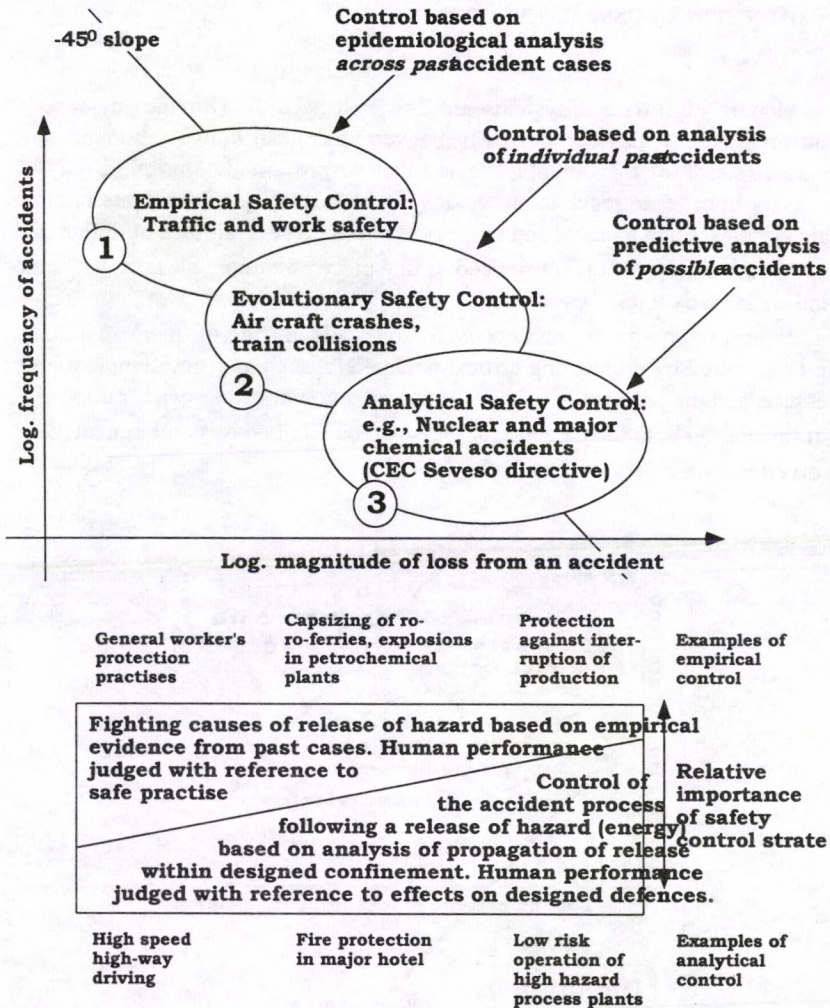 -45⁰ slope
Control based on
epidemiological analysis
across pastaccident cases
Control based on analysis
of individual pastaccidents
Control based on
predictive analysis
of possibleaccidents
Log. frequency of accidents
Empirical Safety Control:
Traffic and work safety
1
Evolutionary Safety Control:
Air craft crashes,
train collisions
2
Analytical Safety Control:
e.g., Nuclear and major
chemical accidents
(CEC Seveso directive)
3
Log. magnitude of loss from an accident
General worker's
protection
practises
Capsizing of ro-
ro-ferries, explosions
in petrochemical
plants
Protection
against inter-
ruption of
production
Examples of
empirical
control
Fighting causes of release of hazard based on empirical
evidence from past cases. Human performance
judged with reference to
safe practise
Control of
the accident process
following a release of hazard (energy)
based on analysis of propagation of release
within designed confinement. Human performance
judged with reference to effects on designed defences.
Relative
importance
of safety
control strate
High speed
high-way
driving
Fire protection
in major hotel
Low risk
operation of
high hazard
process plants
Examples of
analytical
control